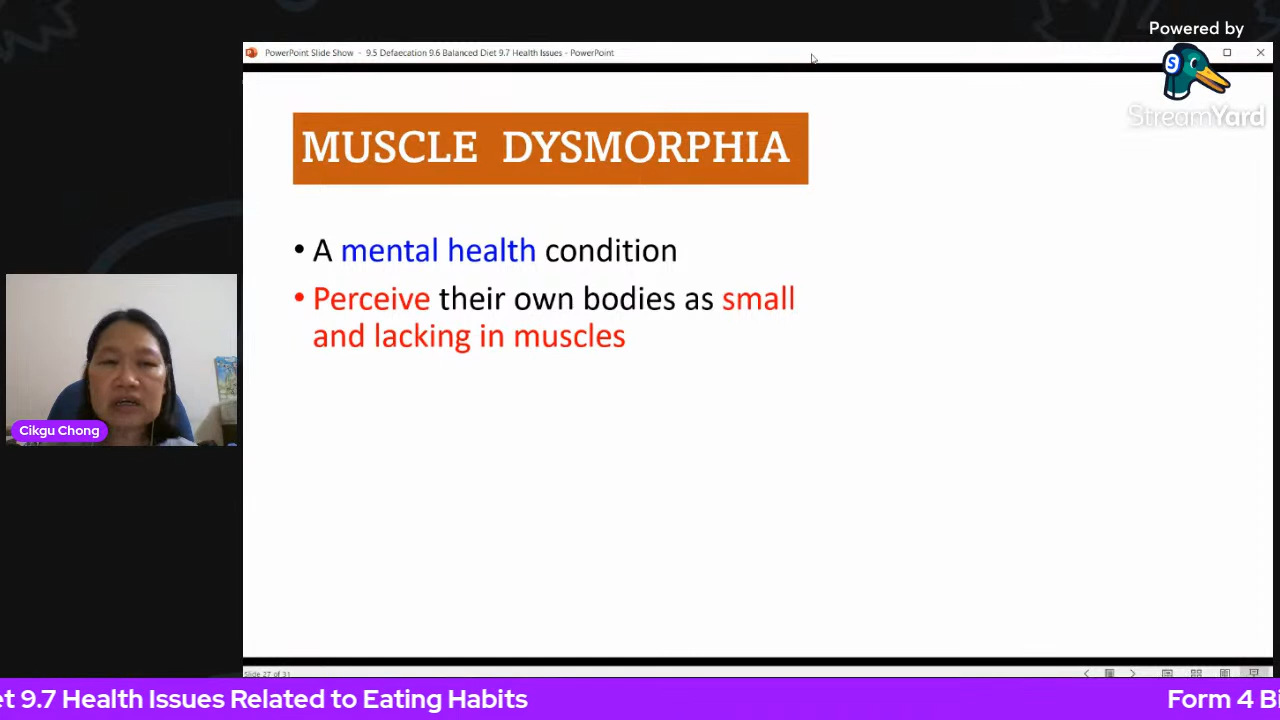 Powered by
StreamYard
PowerPoint Slide Show - 9.5 Defaecation 9.6 Balanced Diet 9.7 Health Issues - PowerPoint
MUSCLE DYSMORPHIA
• A mental health condition
• Perceive their own bodies as small
and lacking in muscles
Cikgu Chong
Slide 27 of 31
et 9.7 Health Issues Related to Eating Habits
Form 4 Bi